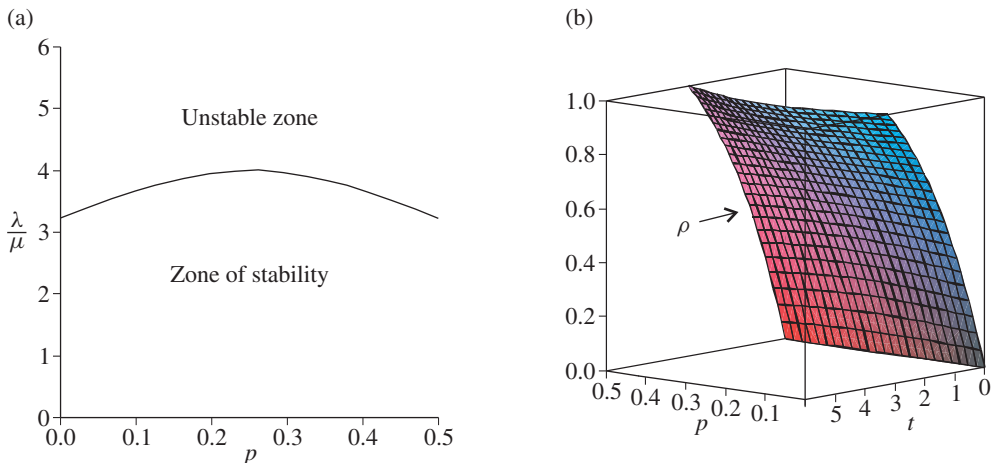 (a)
6
5
4
3
2
1
0
λ
μ
Unstable zone
Zone of stability
0.0 0.1 0.2 0.3 0.4 0.5
p
(b)
1.0
0.8
0.6
0.4
0.2
0.0
ρ
0.5 0.4 0.3 0.2 0.1
p
5 4 3 2 1 0
t